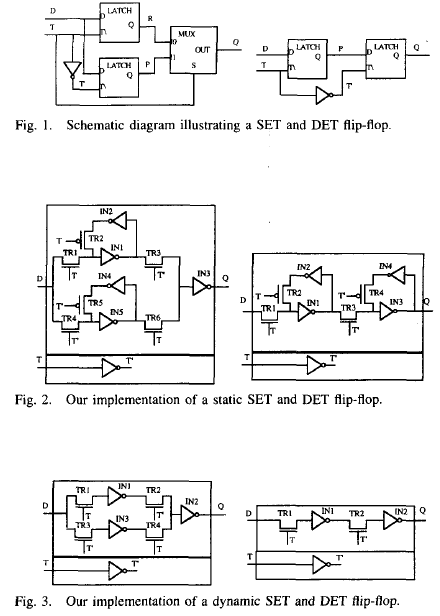 D
T
LATCH
D
Q
T\
R
MUX
I0
OUT
I1
S
Q
LATCH
D
Q
T\
P
T'
D
T
LATCH
D
Q
T\
P
LATCH
D
Q
T\
Q
T'
Fig. 1. Schematic diagram illustrating a SET and DET flip-flop.
IN2
T
TR2
TR1
IN1
TR3
T
T'
IN4
IN3
D
Q
T'
TR5
TR4
IN5
TR6
T'
T
T
T'
IN2
IN4
T
TR2
T'
TR4
D
TR1
IN1
TR3
IN3
Q
T
T'
T
T'
Fig. 2. Our implementation of a static SET and DET flip-flop.
TR1
IN1
TR2
D
T
T'
IN2
Q
TR3
IN3
TR4
T'
T
T
T'
D
TR1
IN1
TR2
IN2
Q
T
T'
T
T'
Fig. 3. Our implementation of a dynamic SET and DET flip-flop.